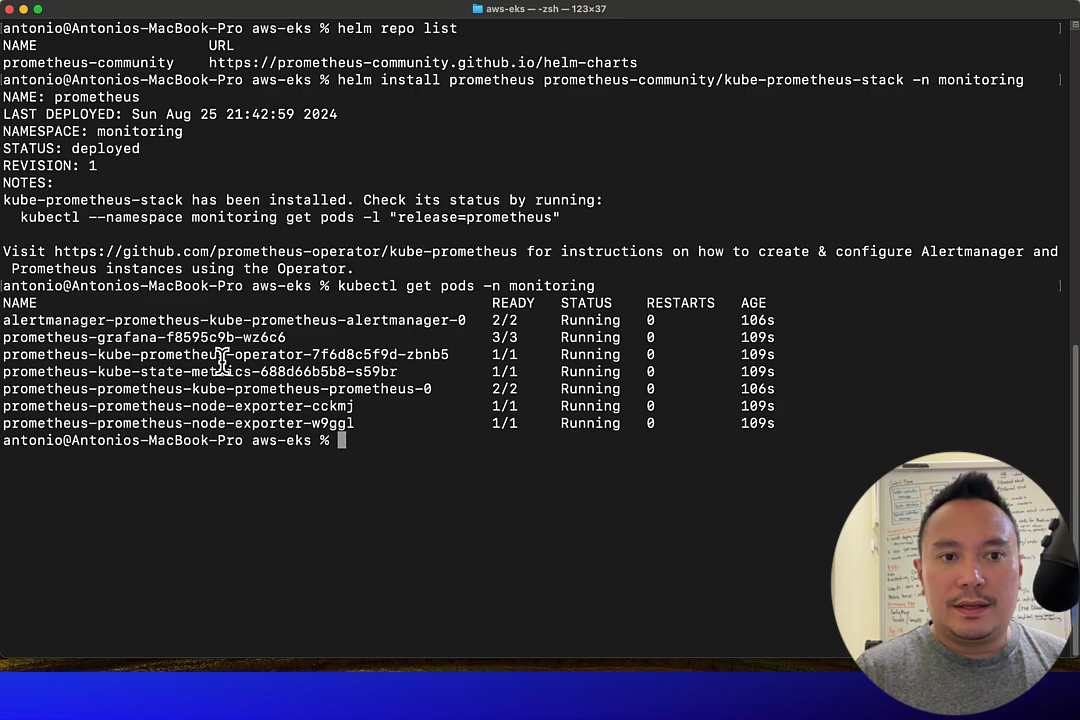 aws-eks — -zsh — 123×37
antonio@Antonios-MacBook-Pro aws-eks % helm repo list
NAME URL
prometheus-community https://prometheus-community.github.io/helm-charts
antonio@Antonios-MacBook-Pro aws-eks % helm install prometheus prometheus-community/kube-prometheus-stack -n monitoring
NAME: prometheus
LAST DEPLOYED: Sun Aug 25 21:42:59 2024
NAMESPACE: monitoring
STATUS: deployed
REVISION: 1
NOTES:
kube-prometheus-stack has been installed. Check its status by running:
kubectl --namespace monitoring get pods -l "release=prometheus"
Visit https://github.com/prometheus-operator/kube-prometheus for instructions on how to create & configure Alertmanager and
Prometheus instances using the Operator.
antonio@Antonios-MacBook-Pro aws-eks % kubectl get pods -n monitoring
NAME READY STATUS RESTARTS AGE
alertmanager-prometheus-kube-prometheus-alertmanager-0 2/2 Running 0 106s
prometheus-grafana-f8595c9b-wz6c6 3/3 Running 0 109s
prometheus-kube-prometheus-operator-7f6d8c5f9d-zbnb5 1/1 Running 0 109s
prometheus-kube-state-metrics-688d66b5b8-s59br 1/1 Running 0 109s
prometheus-prometheus-kube-prometheus-prometheus-0 2/2 Running 0 106s
prometheus-prometheus-node-exporter-cckmj 1/1 Running 0 109s
prometheus-prometheus-node-exporter-w9ggl 1/1 Running 0 109s
antonio@Antonios-MacBook-Pro aws-eks %